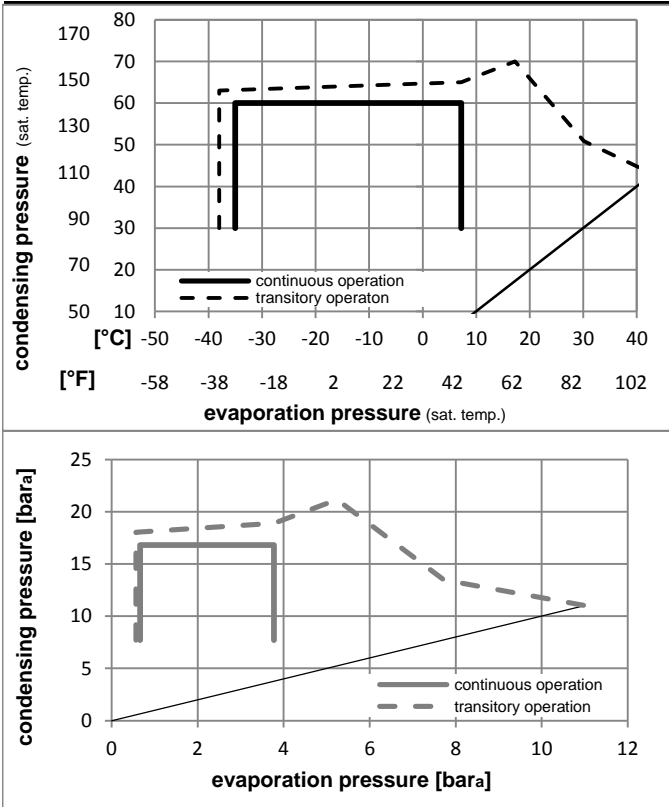 170 80
150 70
130 60
50
110 40
90 30
70 20
50 10
condensing pressure (sat. temp.)
continuous operation
transitory operaton
[°C] -50 -40 -30 -20 -10 0 10 20 30 40
[°F] -58 -38 -18 2 22 42 62 82 102
evaporation pressure (sat. temp.)
25
20
15
10
5
0
condensing pressure [bara]
continuous operation
transitory operation
0 2 4 6 8 10 12
evaporation pressure [bara]